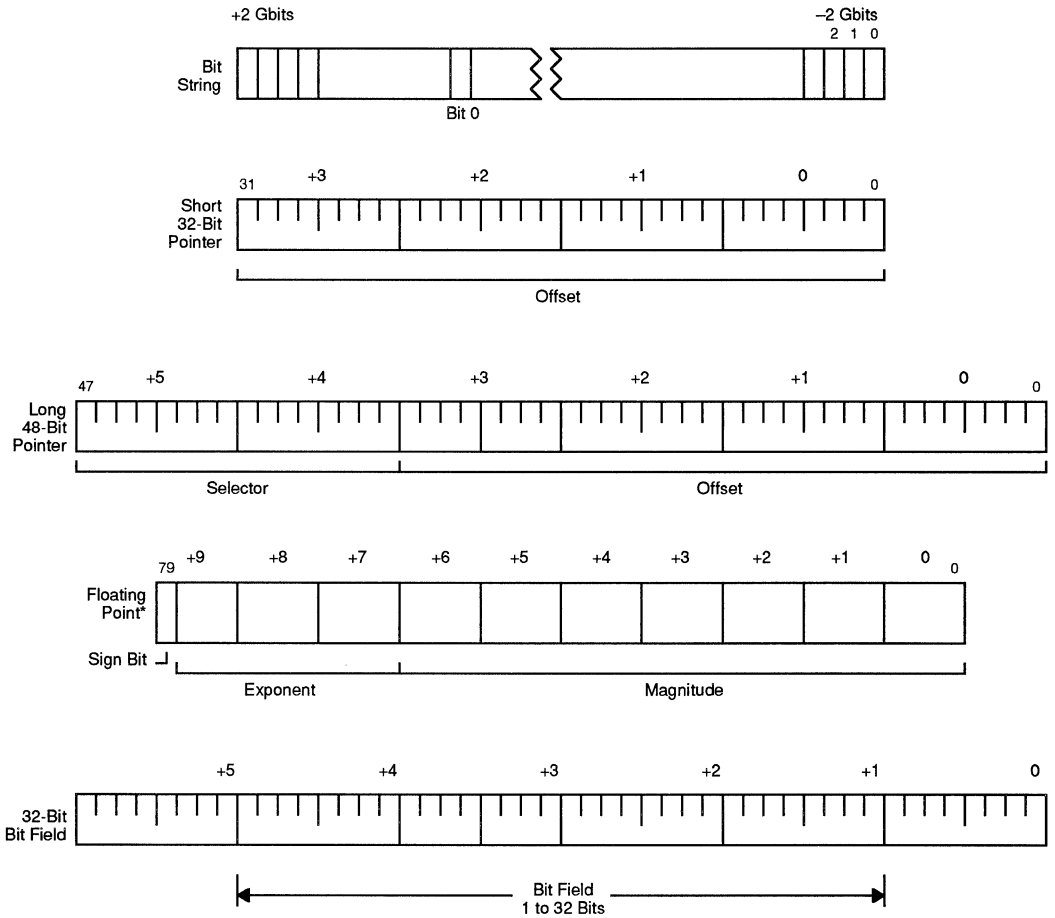 +2 Gbits –2 Gbits
2 1 0
Bit
String
Bit 0
31 +3 +2 +1 0 0
Short
32-Bit
Pointer
Offset
47 +5 +4 +3 +2 +1 0 0
Long
48-Bit
Pointer
Selector Offset
79 +9 +8 +7 +6 +5 +4 +3 +2 +1 0 0
Floating
Point*
Sign Bit
Exponent Magnitude
+5 +4 +3 +2 +1 0
32-Bit
Bit Field
Bit Field
1 to 32 Bits